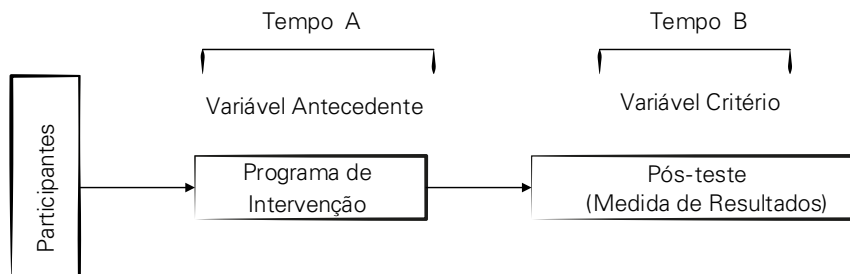 Tempo A
Tempo B
Variável Antecedente
Variável Critério
Participantes
Programa de
Intervenção
Pós-teste
(Medida de Resultados)